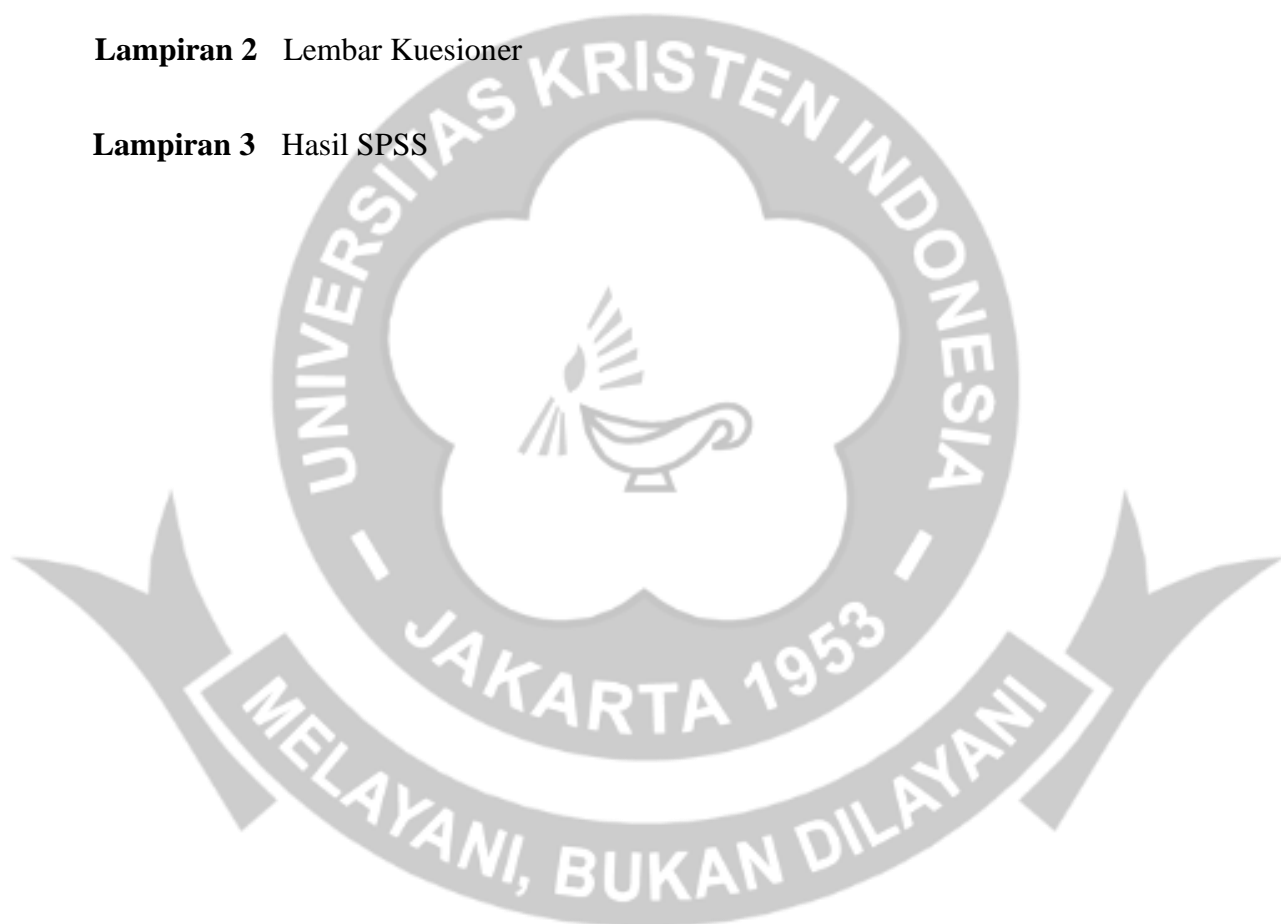 Lampiran 2 Lembar Kuesioner
Lampiran 3 Hasil SPSS
UNIVERSITAS KRISTEN INDONESIA
JAKARTA 1953
MELAYANI, BUKAN DILAYANI